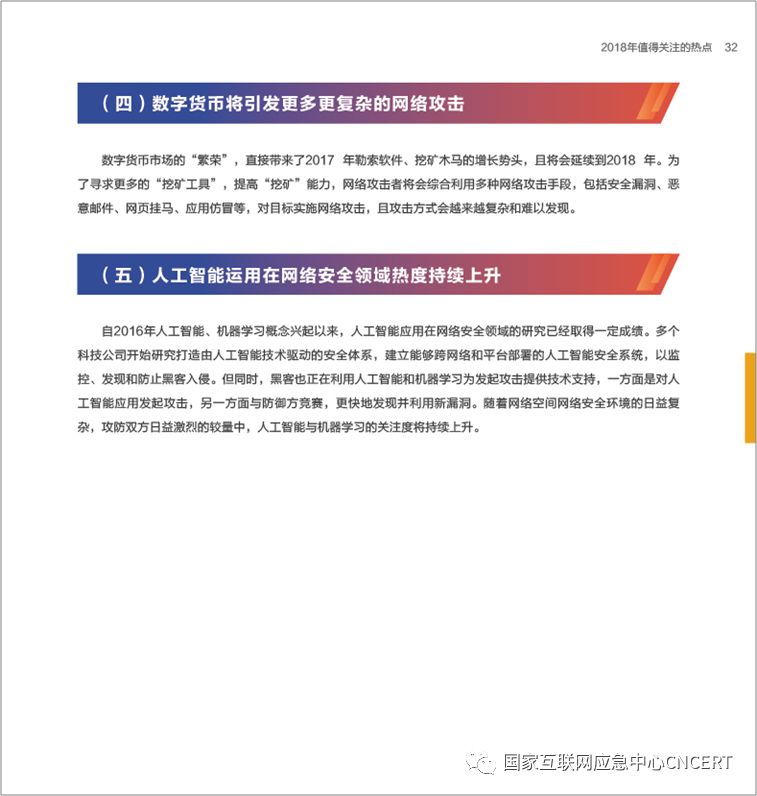 2018年值得关注的热点 32
（四）数字货币将引发更多更复杂的网络攻击
数字货币市场的“繁荣”，直接带来了2017 年勒索软件、挖矿木马的增长势头，且将会延续到2018 年。为
了寻求更多的“挖矿工具”，提高“挖矿”能力，网络攻击者将会综合利用多种网络攻击手段，包括安全漏洞、恶
意邮件、网页挂马、应用仿冒等，对目标实施网络攻击，且攻击方式会越来越复杂和难以发现。
（五）人工智能运用在网络安全领域热度持续上升
自2016年人工智能、机器学习概念兴起以来，人工智能应用在网络安全领域的研究已经取得一定成绩。多个
科技公司开始研究打造由人工智能技术驱动的安全体系，建立能够跨网络和平台部署的人工智能安全系统，以监
控、发现和防止黑客入侵。但同时，黑客也正在利用人工智能和机器学习为发起攻击提供技术支持，一方面是对人
工智能应用发起攻击，另一方面与防御方竞赛，更快地发现并利用新漏洞。随着网络空间网络安全环境的日益复
杂，攻防双方日益激烈的较量中，人工智能与机器学习的关注度将持续上升。
国家互联网应急中心CNCERT